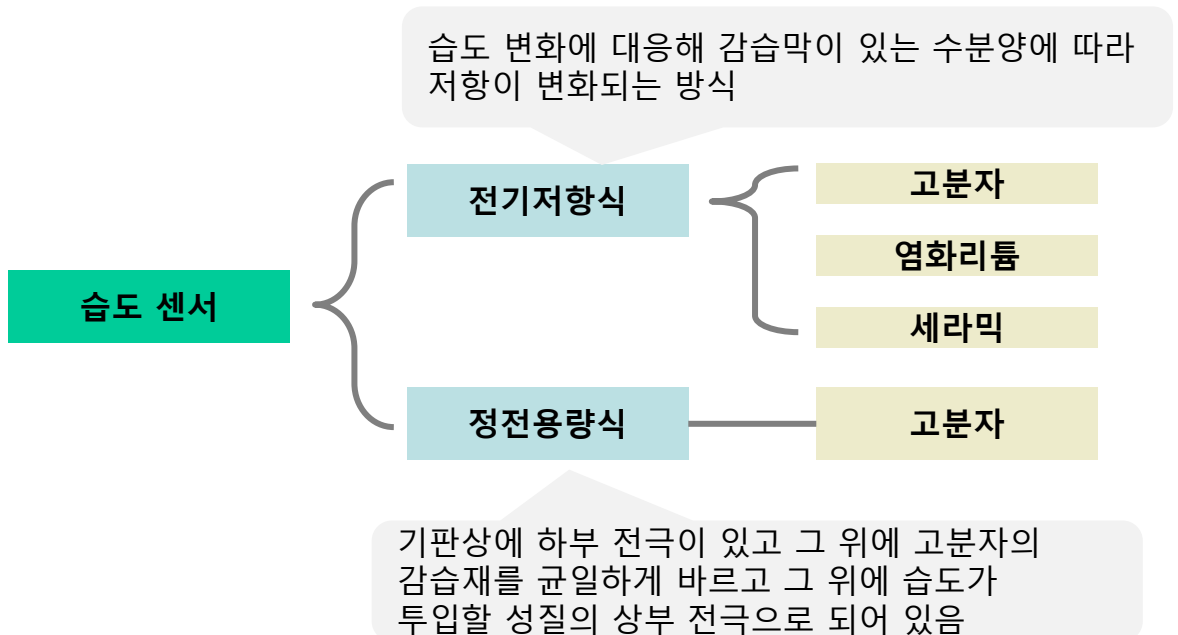 습도 변화에 대응해 감습막이 있는 수분양에 따라
저항이 변화되는 방식
전기저항식
고분자
염화리튬
세라믹
습도 센서
정전용량식
고분자
기판상에 하부 전극이 있고 그 위에 고분자의
감습재를 균일하게 바르고 그 위에 습도가
투입할 성질의 상부 전극으로 되어 있음